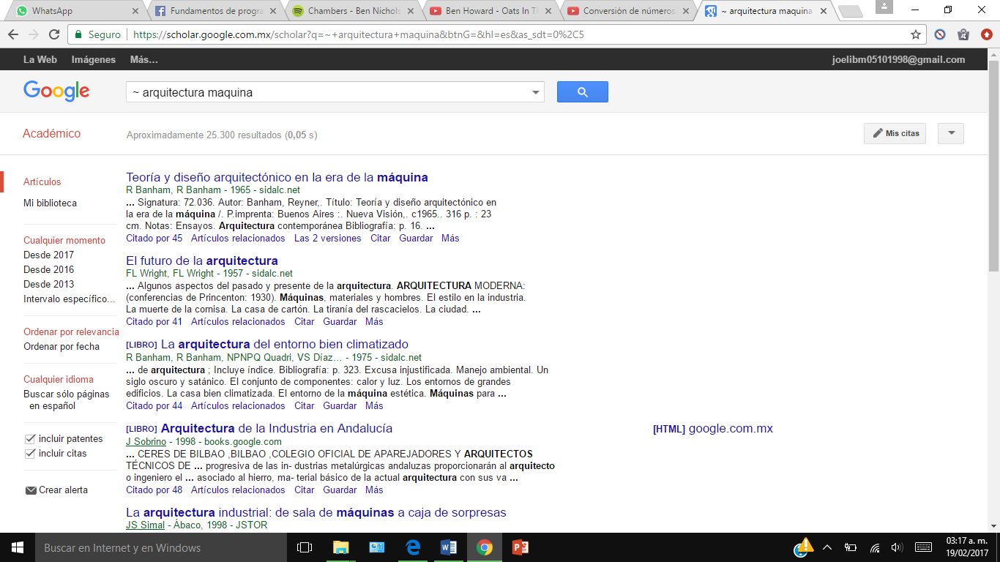 WhatsApp
Fundamentos de progra
Chambers - Ben Nichols
Ben Howard - Oats In Th
Conversión de números
~ arquitectura maquina
Seguro
https://scholar.google.com.mx/scholar?q=~+arquitectura+maquina&btnG=&hl=es&as_sdt=0%2C5
La Web Imágenes Más... joelibm05101998@gmail.com
Google ~ arquitectura maquina
Académico Aproximadamente 25.300 resultados (0,05 s) Mis citas
Artículos
Mi biblioteca
Cualquier momento
Desde 2017
Desde 2016
Desde 2013
Intervalo específico...
Ordenar por relevancia
Ordenar por fecha
Cualquier idioma
Buscar sólo páginas
en español
incluir patentes
incluir citas
Crear alerta
Teoría y diseño arquitectónico en la era de la máquina
R Banham, R Banham - 1965 - sidalc.net
... Signatura: 72.036. Autor: Banham, Reyner,. Título: Teoría y diseño arquitectónico en
la era de la máquina /. P.imprenta: Buenos Aires :. Nueva Visión,. c1965.. 316 p. : 23
cm. Notas: Ensayos. Arquitectura contemporánea Bibliografía: p. 16. ...
Citado por 45 Artículos relacionados Las 2 versiones Citar Guardar Más
El futuro de la arquitectura
FL Wright, FL Wright - 1957 - sidalc.net
... Algunos aspectos del pasado y presente de la arquitectura. ARQUITECTURA MODERNA:
(conferencias de Princenton: 1930). Máquinas, materiales y hombres. El estilo en la industria.
La muerte de la cornisa. La casa de cartón. La tiranía del rascacielos. La ciudad. ...
Citado por 41 Artículos relacionados Citar Guardar Más
[LIBRO] La arquitectura del entorno bien climatizado
R Banham, R Banham, NPNPQ Quadri, VS Díaz... - 1975 - sidalc.net
... de arquitectura ; Incluye índice. Bibliografía: p. 323. Excusa injustificada. Manejo ambiental. Un
siglo oscuro y satánico. El conjunto de componentes: calor y luz. Los entornos de grandes
edificios. La casa bien climatizada. El entorno de la máquina estética. Máquinas para ...
Citado por 44 Artículos relacionados Citar Guardar Más
[LIBRO] Arquitectura de la Industria en Andalucía [HTML] google.com.mx
J Sobrino - 1998 - books.google.com
... CERES DE BILBAO ,BILBAO ,COLEGIO OFICIAL DE APAREJADORES Y ARQUITECTOS
TÉCNICOS DE ... progresiva de las in- dustrias metalúrgicas andaluzas proporcionarán al arquitecto
o ingeniero el ... asociado al hierro, ma- terial básico de la actual arquitectura con sus va ...
Citado por 48 Artículos relacionados Citar Guardar Más
La arquitectura industrial: de sala de máquinas a caja de sorpresas
JS Simal - Ábaco, 1998 - JSTOR
Buscar en Internet y en Windows
03:17 a. m.
19/02/2017